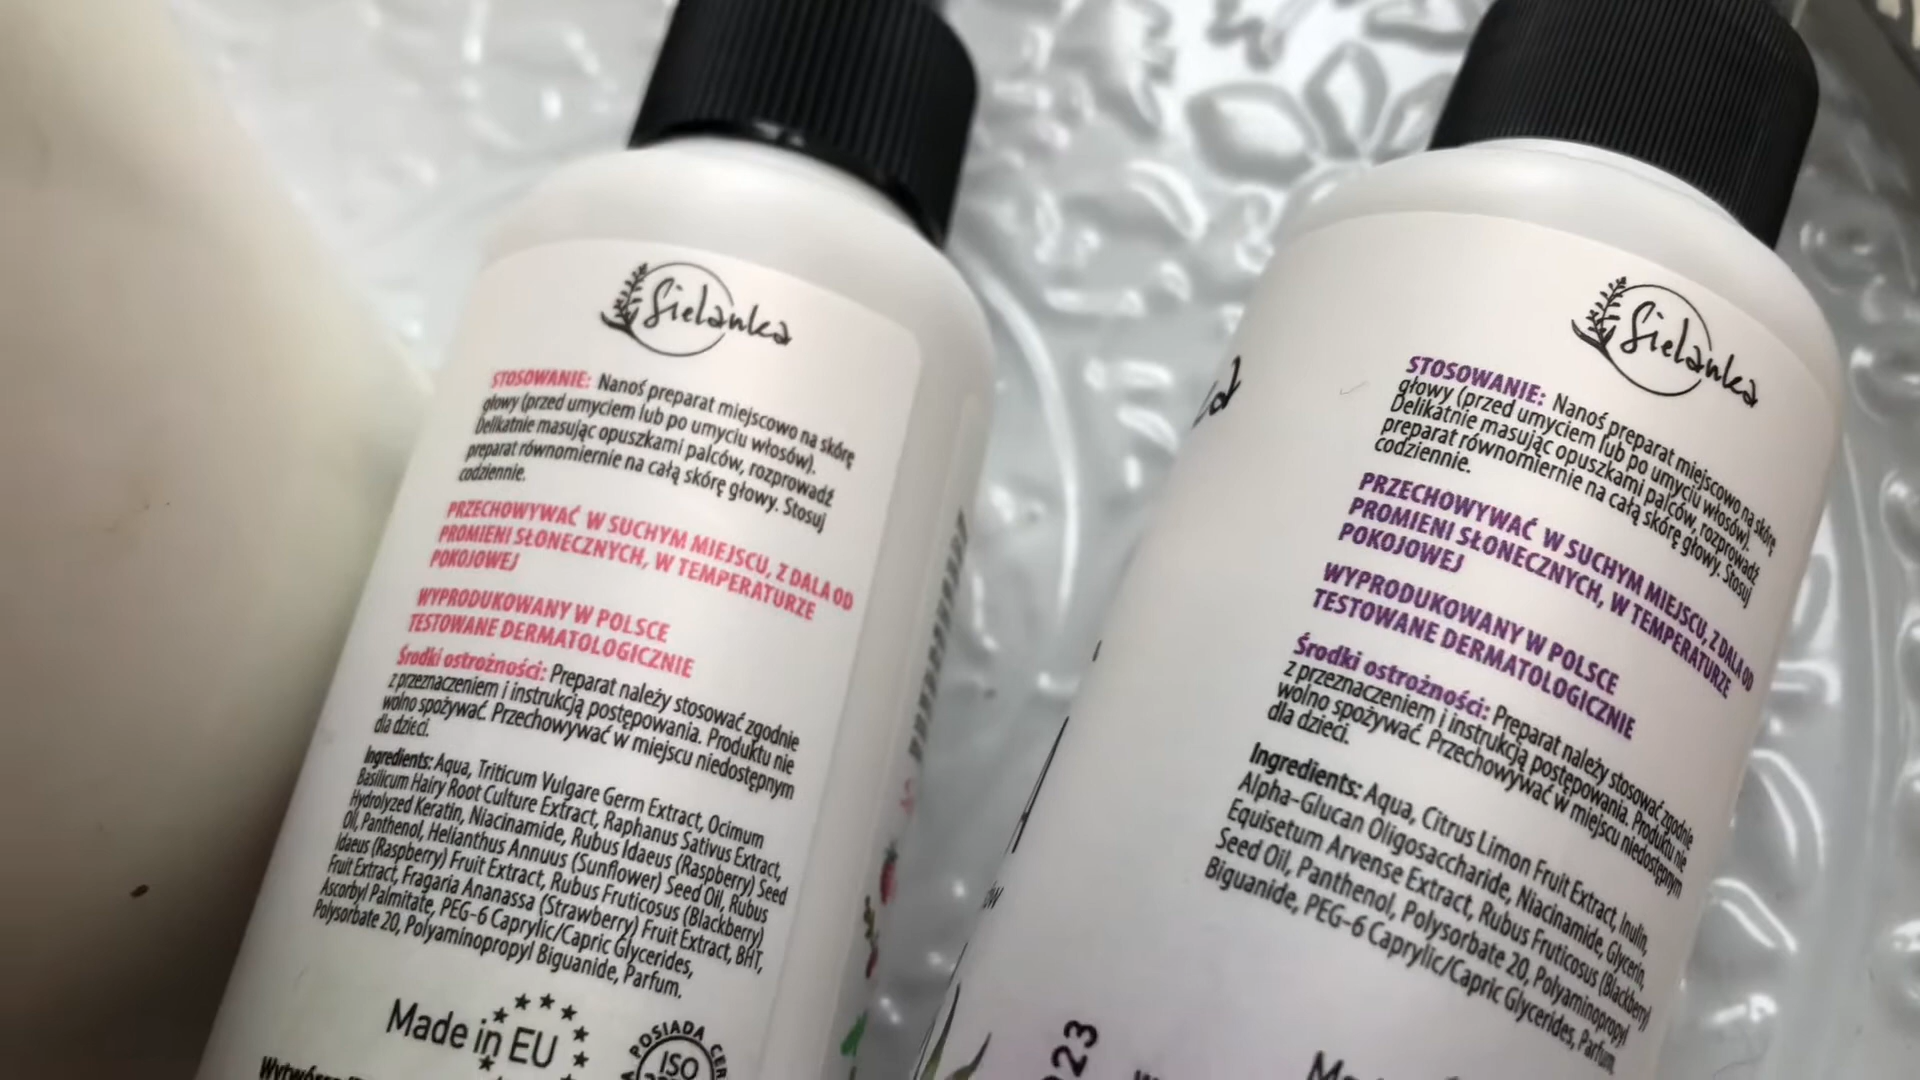 Sielanka
STOSOWANIE: Nanoś preparat miejscowo na skórę
głowy (przed umyciem lub po umyciu włosów).
Delikatnie masując opuszkami palców, rozprowadź
preparat równomiernie na całą skórę głowy. Stosuj
codziennie.
PRZECHOWYWAĆ W SUCHYM MIEJSCU, Z DALA OD
PROMIENI SŁONECZNYCH, W TEMPERATURZE
POKOJOWEJ
WYPRODUKOWANY W POLSCE
TESTOWANE DERMATOLOGICZNIE
Środki ostrożności: Preparat należy stosować zgodnie
z przeznaczeniem i instrukcją postępowania. Produktu nie
wolno spożywać. Przechowywać w miejscu niedostępnym
dla dzieci.
Ingredients: Aqua, Triticum Vulgare Germ Extract, Ocimum
Basilicum Hairy Root Culture Extract, Raphanus Sativus Extract,
Hydrolyzed Keratin, Niacinamide, Rubus Idaeus (Raspberry) Seed
Oil, Panthenol, Helianthus Annuus (Sunflower) Seed Oil, Rubus
Idaeus (Raspberry) Fruit Extract, Rubus Fruticosus (Blackberry)
Fruit Extract, Fragaria Ananassa (Strawberry) Fruit Extract, BHT,
Ascorbyl Palmitate, PEG-6 Caprylic/Capric Glycerides,
Polysorbate 20, Polyaminopropyl Biguanide, Parfum.
Made in EU
POSIADA
ISO
Sielanka
STOSOWANIE: Nanoś preparat miejscowo na skórę
głowy (przed umyciem lub po umyciu włosów).
Delikatnie masując opuszkami palców, rozprowadź
preparat równomiernie na całą skórę głowy. Stosuj
codziennie.
PRZECHOWYWAĆ W SUCHYM MIEJSCU, Z DALA OD
PROMIENI SŁONECZNYCH, W TEMPERATURZE
POKOJOWEJ
WYPRODUKOWANY W POLSCE
TESTOWANE DERMATOLOGICZNIE
Środki ostrożności: Preparat należy stosować zgodnie
z przeznaczeniem i instrukcją postępowania. Produktu nie
wolno spożywać. Przechowywać w miejscu niedostępnym
dla dzieci.
Ingredients: Aqua, Citrus Limon Fruit Extract, Inulin,
Alpha-Glucan Oligosaccharide, Niacinamide, Glycerin,
Equisetum Arvense Extract, Rubus Fruticosus (Blackberry)
Seed Oil, Panthenol, Polysorbate 20, Polyaminopropyl
Biguanide, PEG-6 Caprylic/Capric Glycerides, Parfum,